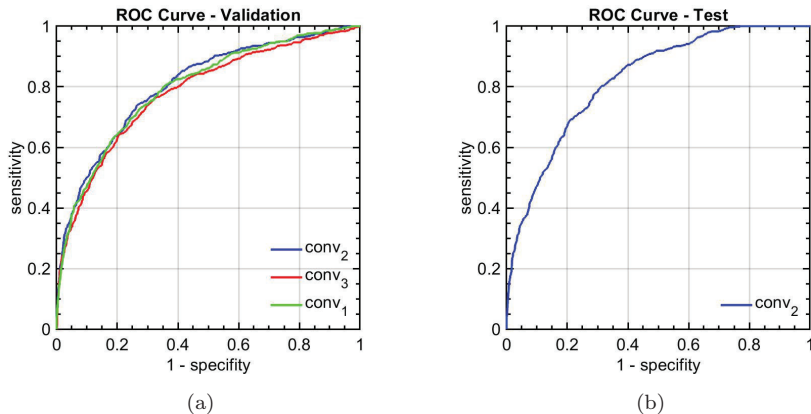 ROC Curve - Validation
1
0.8
0.6
0.4
0.2
0
sensitivity
conv2
conv3
conv1
0 0.2 0.4 0.6 0.8 1
1 - specifity
(a)
ROC Curve - Test
1
0.8
0.6
0.4
0.2
0
sensitivity
conv2
0 0.2 0.4 0.6 0.8 1
1 - specifity
(b)